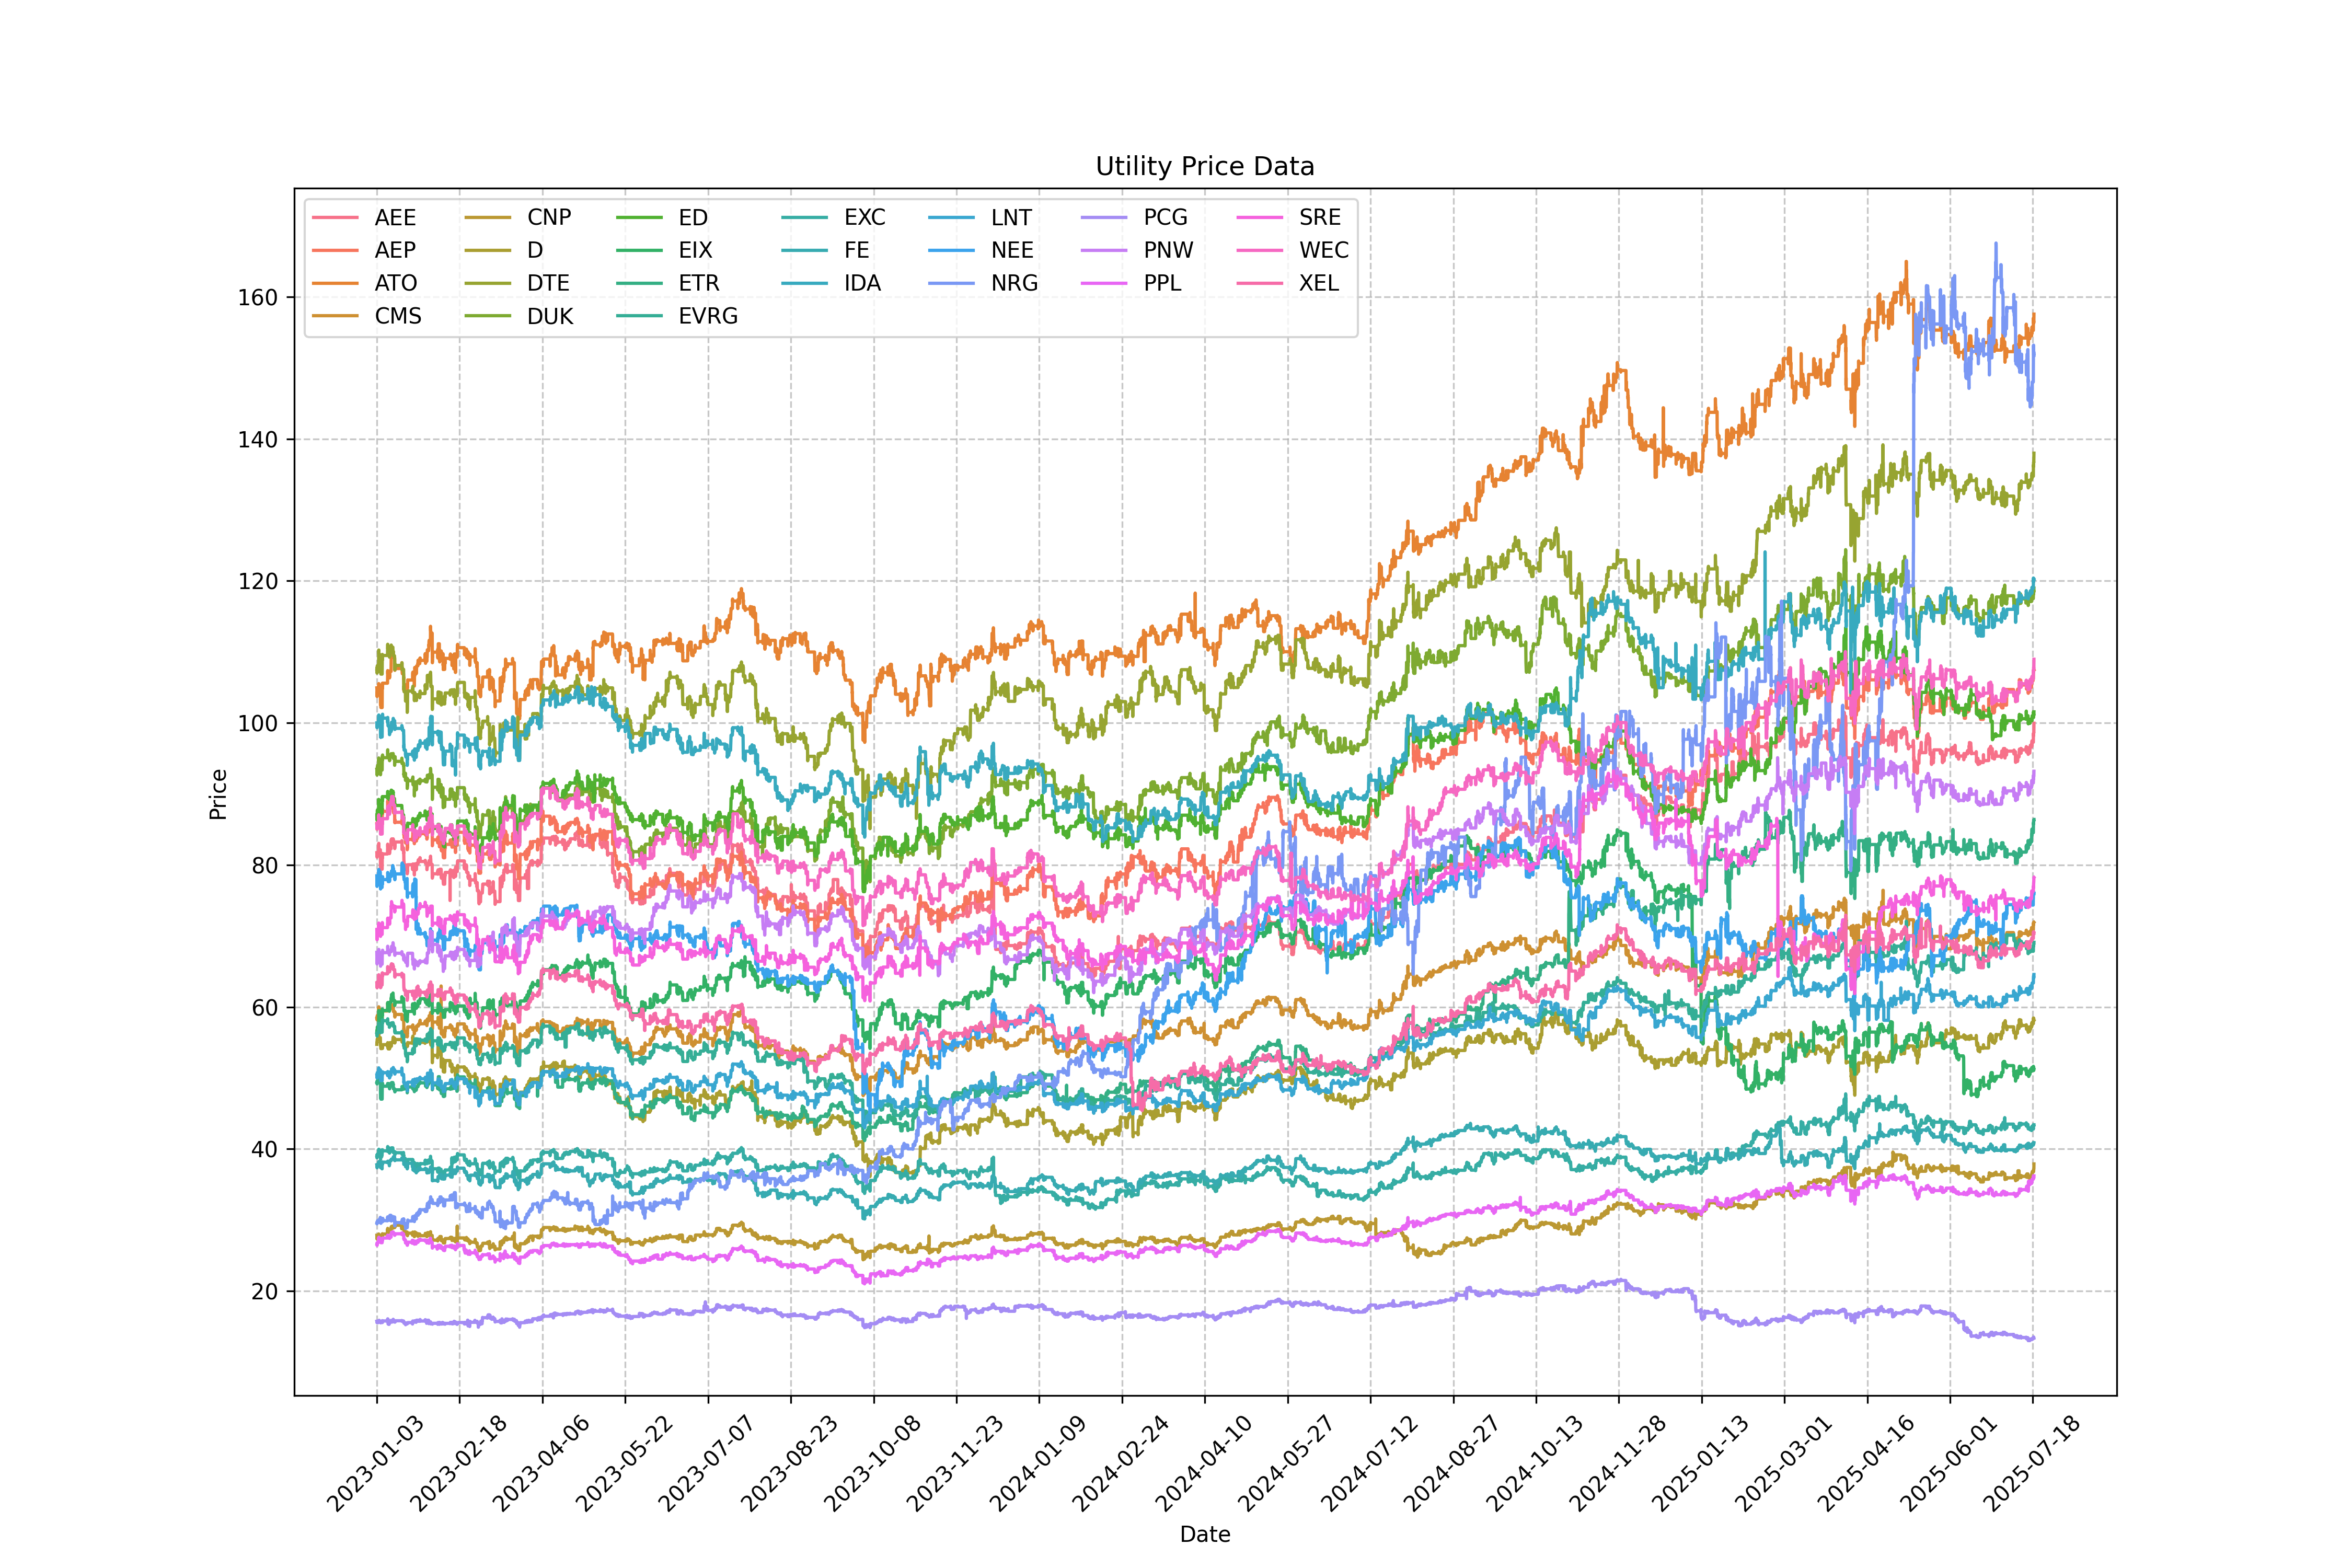 Utility Price Data
AEE CNP ED EXC LNT PCG SRE
AEP D EIX FE NEE PNW WEC
ATO DTE ETR IDA NRG PPL XEL
CMS DUK EVRG
160
140
120
100
80
60
40
20
Price
2023-01-03 2023-02-18 2023-04-06 2023-05-22 2023-07-07 2023-08-23 2023-10-08 2023-11-23 2024-01-09 2024-02-24 2024-04-10 2024-05-27 2024-07-12 2024-08-27 2024-10-13 2024-11-28 2025-01-13 2025-03-01 2025-04-16 2025-06-01 2025-07-18
Date